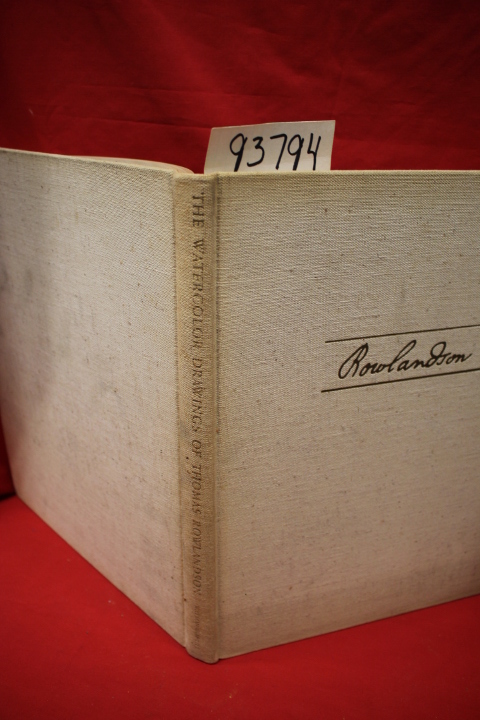 93794
THE WATERCOLOR DRAWINGS OF THOMAS ROWLANDSON
Rowlandson